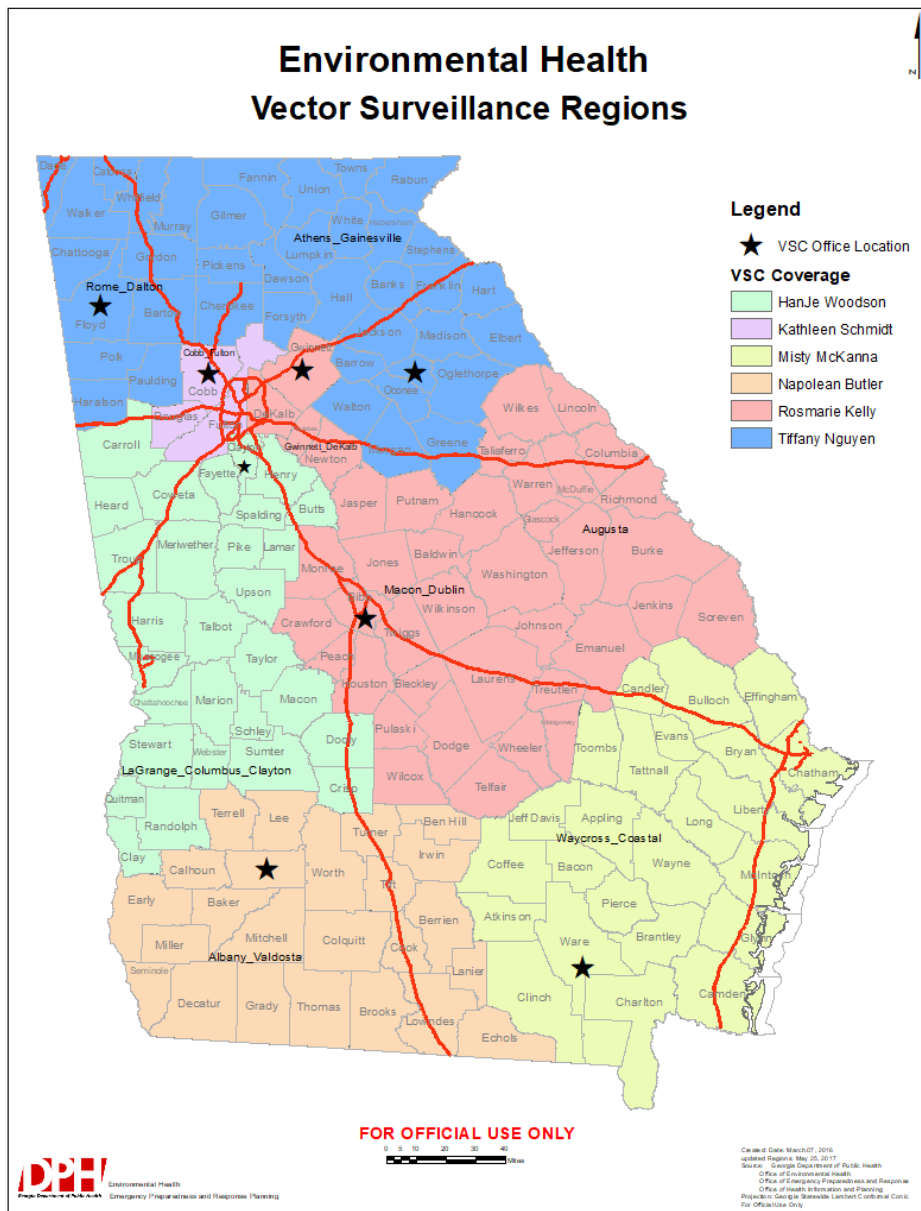 Environmental Health
Vector Surveillance Regions
N
Legend
VSC Office Location
VSC Coverage
HanJe Woodson
Kathleen Schmidt
Misty McKanna
Napolean Butler
Rosmarie Kelly
Tiffany Nguyen
Dade
Catoosa
Whitfield
Fannin
Union
Towns
Rabun
Walker
Murray
Gilmer
White
Habersham
Athens_Gainesville
Lumpkin
Stephens
Chattooga
Gordon
Pickens
Dawson
Banks
Franklin
Hart
Rome_Dalton
Floyd
Bartow
Cherokee
Forsyth
Hall
Jackson
Madison
Elbert
Polk
Cobb_Fulton
Gwinnett
Barrow
Oglethorpe
Paulding
Cobb
Oconee
Haralson
Walton
Wilkes
Lincoln
Douglas
Fulton
DeKalb
Greene
Carroll
Clayton
Gwinnett_DeKalb
Newton
Morgan
Taliaferro
Columbia
Fayette
Henry
Warren
McDuffie
Richmond
Heard
Coweta
Spalding
Butts
Jasper
Putnam
Hancock
Gascock
Augusta
Meriwether
Pike
Lamar
Jefferson
Burke
Troup
Monroe
Jones
Baldwin
Washington
Upson
Bibb
Macon_Dublin
Wilkinson
Jenkins
Screven
Harris
Talbot
Crawford
Twiggs
Johnson
Emanuel
Muscogee
Taylor
Peach
Houston
Bleckley
Laurens
Treutlen
Candler
Bulloch
Effingham
Chattahoochee
Marion
Macon
Schley
Dooly
Pulaski
Montgomery
Stewart
Webster
Sumter
Dodge
Wheeler
Toombs
Evans
Bryan
Chatham
LaGrange_Columbus_Clayton
Crisp
Wilcox
Telfair
Tattnall
Quitman
Randolph
Terrell
Lee
Turner
Ben Hill
Jeff Davis
Appling
Long
Liberty
Clay
Calhoun
Worth
Tift
Irwin
Coffee
Waycross_Coastal
Bacon
Wayne
McIntosh
Early
Baker
Berrien
Atkinson
Pierce
Miller
Mitchell
Colquitt
Cook
Ware
Brantley
Glynn
Albany_Valdosta
Seminole
Lanier
Decatur
Grady
Thomas
Brooks
Lowndes
Clinch
Charlton
Camden
Echols
FOR OFFICIAL USE ONLY
0 5 10 20 30 40
Miles
DPH
Georgia Department of Public Health
Environmental Health
Emergency Preparedness and Response Planning
Created Date: March 07, 2016
updated Regions: May 25, 2017
Source: Georgia Department of Public Health
Office of Environmental Health
Office of Emergency Preparedness and Response
Office of Health Information and Planning
Projection: Georgia Statewide Lambert Conformal Conic
For Official Use Only